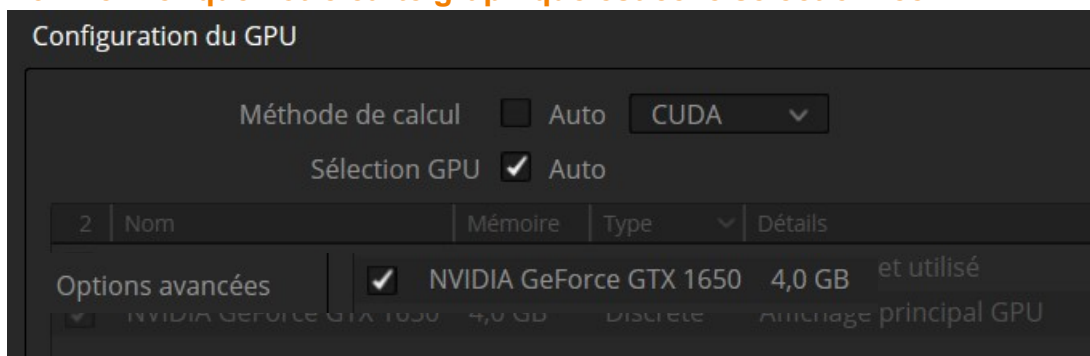 Configuration du GPU
Méthode de calcul Auto CUDA
Sélection GPU Auto
2 Nom Mémoire Type Détails
et utilisé
Options avancées NVIDIA GeForce GTX 1650 4,0 GB
NVIDIA GeForce GTX 1650 4,0 GB Discrète Affichage principal GPU